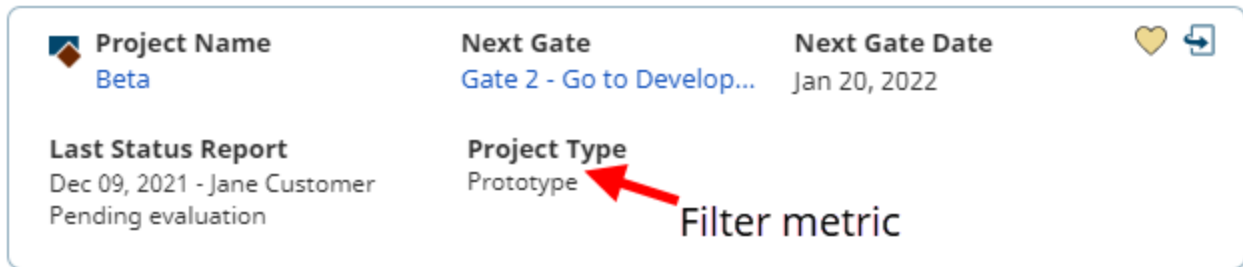 Project Name
Next Gate
Next Gate Date
Beta
Gate 2 - Go to Develop...
Jan 20, 2022
Last Status Report
Project Type
Dec 09, 2021 - Jane Customer
Prototype
Pending evaluation
Filter metric